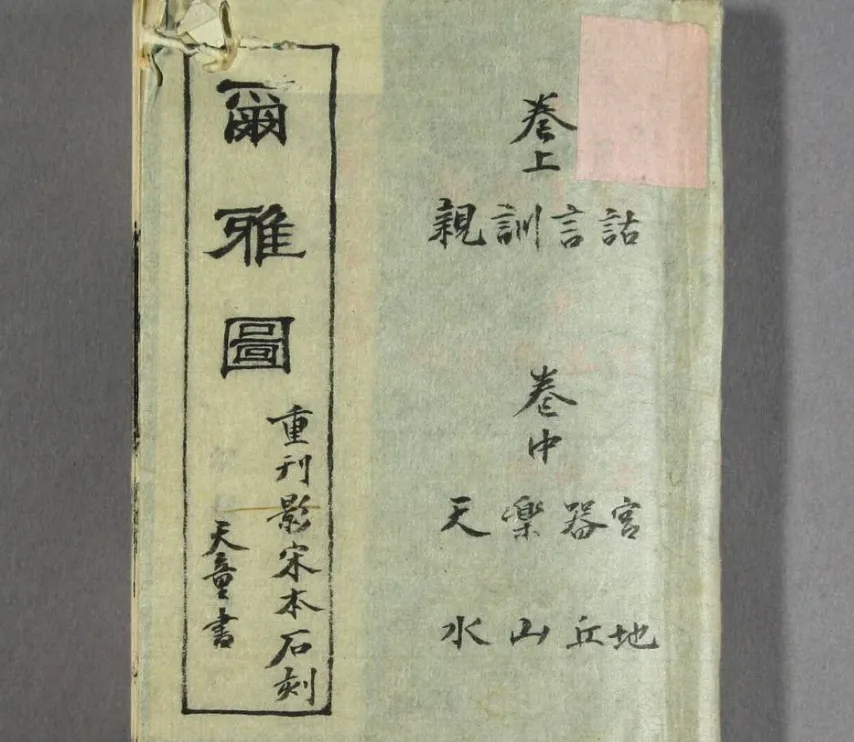 爾雅圖
重刊影宋本石刻
天童書
卷上
詁言訓親
卷中
宮器楽天
地丘山水